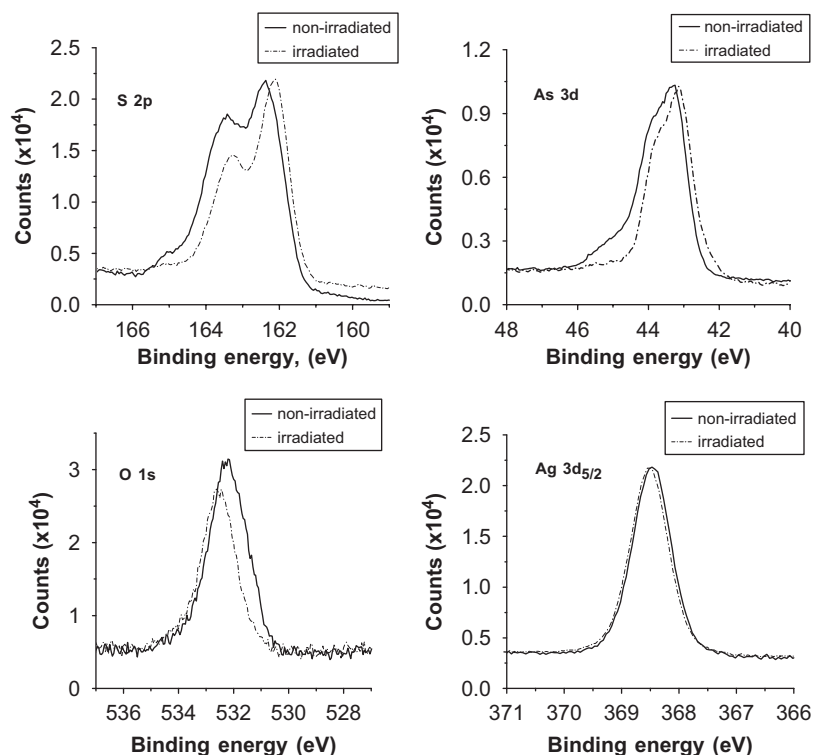 non-irradiated
irradiated
S 2p
Counts (x10⁴)
2.5
2.0
1.5
1.0
0.5
0.0
166
164
162
160
Binding energy, (eV)
non-irradiated
irradiated
As 3d
Counts (x10⁴)
1.2
0.9
0.6
0.3
0.0
48
46
44
42
40
Binding energy (eV)
non-irradiated
irradiated
O 1s
Counts (x10⁴)
3
2
1
0
536
534
532
530
528
Binding energy (eV)
non-irradiated
irradiated
Ag 3d₅/₂
Counts (x10⁴)
2.5
2.0
1.5
1.0
0.5
0.0
371
370
369
368
367
366
Binding energy (eV)